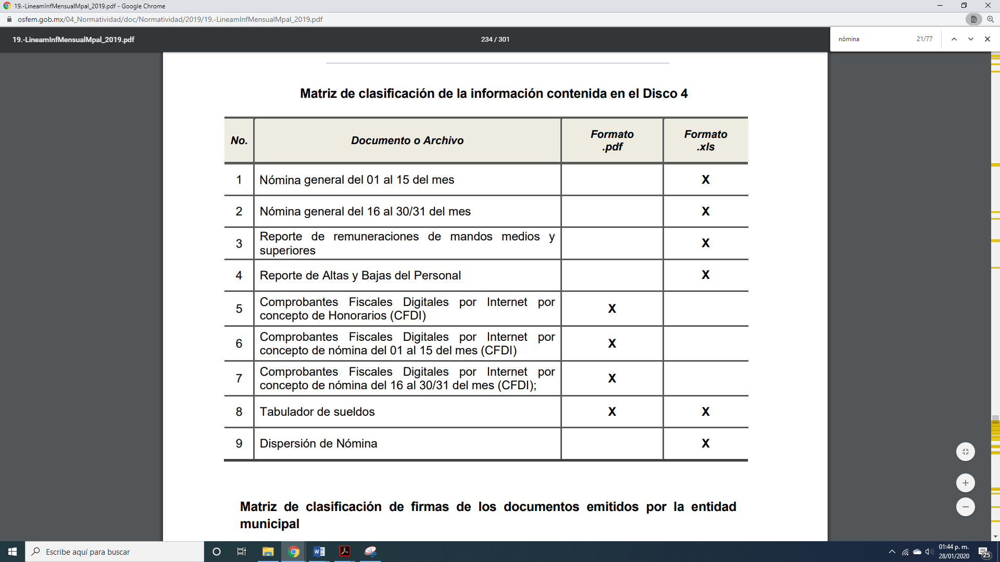 19.-LineamInfMensualMpal_2019.pdf - Google Chrome
osfem.gob.mx/04_Normatividad/doc/Normatividad/2019/19.-LineamInfMensualMpal_2019.pdf
19.-LineamInfMensualMpal_2019.pdf
234 / 301
nómina
21/77
Matriz de clasificación de la información contenida en el Disco 4
No.
Documento o Archivo
Formato
.pdf
Formato
.xls
1
Nómina general del 01 al 15 del mes
X
2
Nómina general del 16 al 30/31 del mes
X
3
Reporte de remuneraciones de mandos medios y
superiores
X
4
Reporte de Altas y Bajas del Personal
X
5
Comprobantes Fiscales Digitales por Internet por
concepto de Honorarios (CFDI)
X
6
Comprobantes Fiscales Digitales por Internet por
concepto de nómina del 01 al 15 del mes (CFDI)
X
7
Comprobantes Fiscales Digitales por Internet por
concepto de nómina del 16 al 30/31 del mes (CFDI);
X
8
Tabulador de sueldos
X
X
9
Dispersión de Nómina
X
Matriz de clasificación de firmas de los documentos emitidos por la entidad
municipal
Escribe aquí para buscar
01:44 p. m.
28/01/2020
25